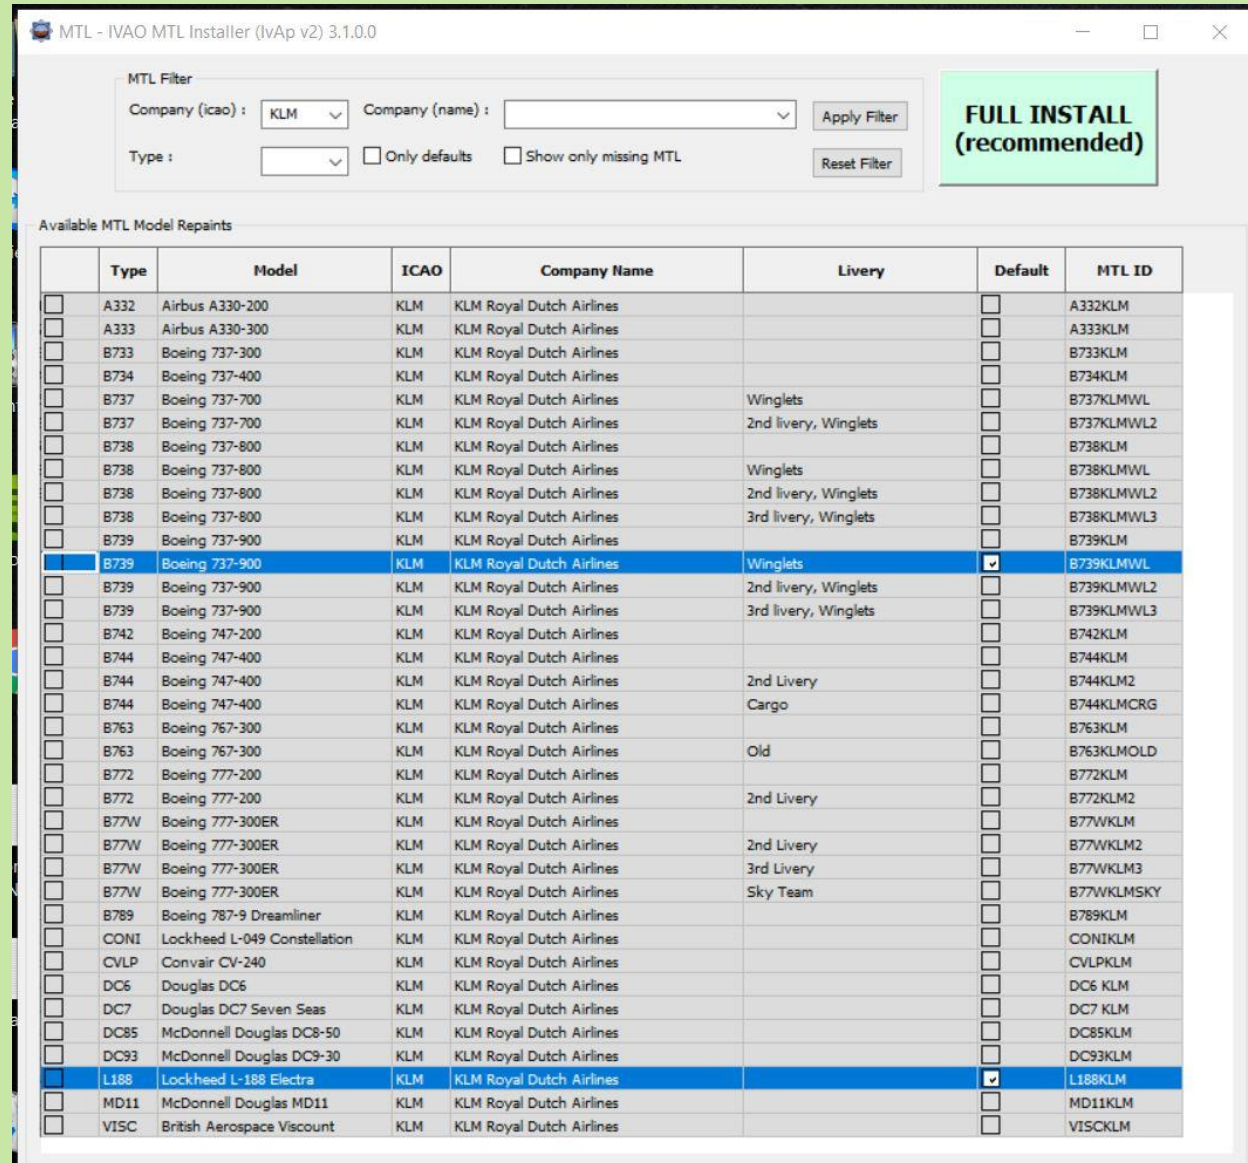 MTL - IVAO MTL Installer (IvAp v2) 3.1.0.0
MTL Filter
Company (icao) : KLM Company (name) : Apply Filter
Type : Only defaults Show only missing MTL Reset Filter
FULL INSTALL
(recommended)
Available MTL Model Repaints
Type Model ICAO Company Name Livery Default MTL ID
A332 Airbus A330-200 KLM KLM Royal Dutch Airlines A332KLM
A333 Airbus A330-300 KLM KLM Royal Dutch Airlines A333KLM
B733 Boeing 737-300 KLM KLM Royal Dutch Airlines B733KLM
B734 Boeing 737-400 KLM KLM Royal Dutch Airlines B734KLM
B737 Boeing 737-700 KLM KLM Royal Dutch Airlines Winglets B737KLMWL
B737 Boeing 737-700 KLM KLM Royal Dutch Airlines 2nd livery, Winglets B737KLMWL2
B738 Boeing 737-800 KLM KLM Royal Dutch Airlines B738KLM
B738 Boeing 737-800 KLM KLM Royal Dutch Airlines Winglets B738KLMWL
B738 Boeing 737-800 KLM KLM Royal Dutch Airlines 2nd livery, Winglets B738KLMWL2
B738 Boeing 737-800 KLM KLM Royal Dutch Airlines 3rd livery, Winglets B738KLMWL3
B739 Boeing 737-900 KLM KLM Royal Dutch Airlines B739KLM
B739 Boeing 737-900 KLM KLM Royal Dutch Airlines Winglets B739KLMWL
B739 Boeing 737-900 KLM KLM Royal Dutch Airlines 2nd livery, Winglets B739KLMWL2
B739 Boeing 737-900 KLM KLM Royal Dutch Airlines 3rd livery, Winglets B739KLMWL3
B742 Boeing 747-200 KLM KLM Royal Dutch Airlines B742KLM
B744 Boeing 747-400 KLM KLM Royal Dutch Airlines B744KLM
B744 Boeing 747-400 KLM KLM Royal Dutch Airlines 2nd Livery B744KLM2
B744 Boeing 747-400 KLM KLM Royal Dutch Airlines Cargo B744KLMCRG
B763 Boeing 767-300 KLM KLM Royal Dutch Airlines B763KLM
B763 Boeing 767-300 KLM KLM Royal Dutch Airlines Old B763KLMOLD
B772 Boeing 777-200 KLM KLM Royal Dutch Airlines B772KLM
B772 Boeing 777-200 KLM KLM Royal Dutch Airlines 2nd Livery B772KLM2
B77W Boeing 777-300ER KLM KLM Royal Dutch Airlines B77WKLM
B77W Boeing 777-300ER KLM KLM Royal Dutch Airlines 2nd Livery B77WKLM2
B77W Boeing 777-300ER KLM KLM Royal Dutch Airlines 3rd Livery B77WKLM3
B77W Boeing 777-300ER KLM KLM Royal Dutch Airlines Sky Team B77WKLMSKY
B789 Boeing 787-9 Dreamliner KLM KLM Royal Dutch Airlines B789KLM
CONI Lockheed L-049 Constellation KLM KLM Royal Dutch Airlines CONIKLM
CVLP Convair CV-240 KLM KLM Royal Dutch Airlines CVLPKLM
DC6 Douglas DC6 KLM KLM Royal Dutch Airlines DC6 KLM
DC7 Douglas DC7 Seven Seas KLM KLM Royal Dutch Airlines DC7 KLM
DC85 McDonnell Douglas DC8-50 KLM KLM Royal Dutch Airlines DC85KLM
DC93 McDonnell Douglas DC9-30 KLM KLM Royal Dutch Airlines DC93KLM
L188 Lockheed L-188 Electra KLM KLM Royal Dutch Airlines L188KLM
MD11 McDonnell Douglas MD11 KLM KLM Royal Dutch Airlines MD11KLM
VISC British Aerospace Viscount KLM KLM Royal Dutch Airlines VISCKLM